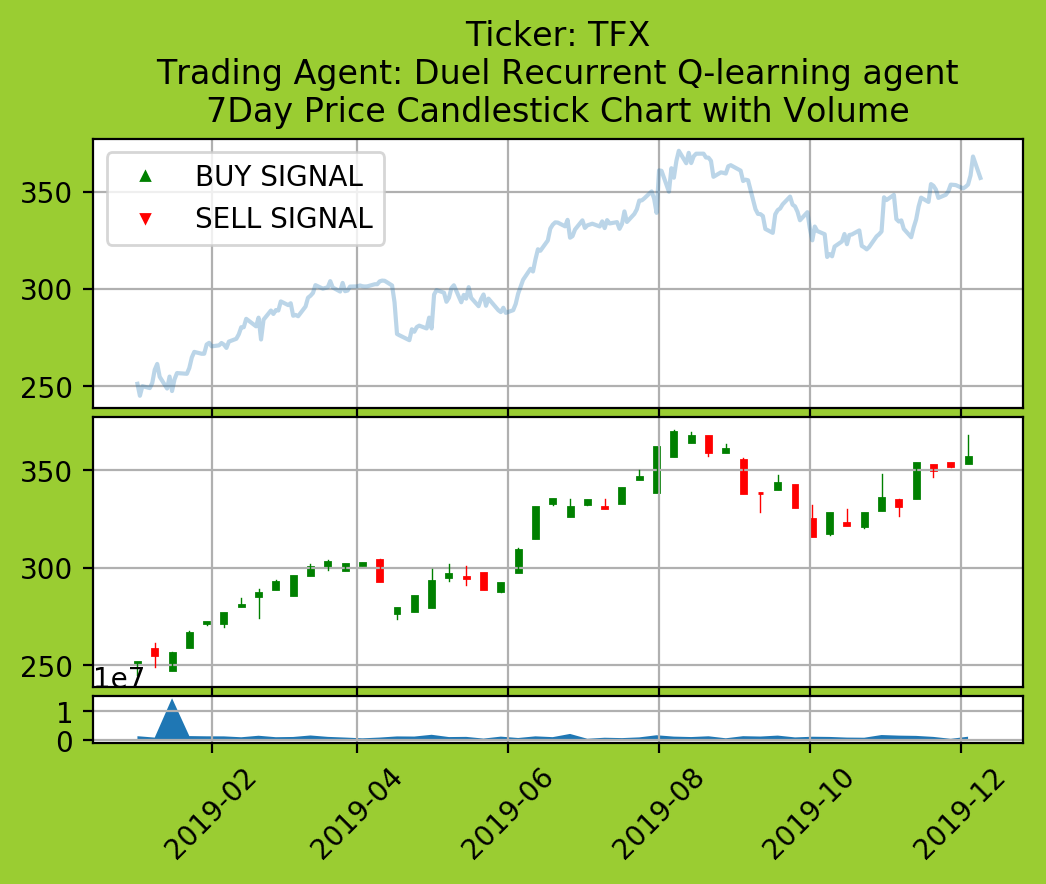 Ticker: TFX
Trading Agent: Duel Recurrent Q-learning agent
7Day Price Candlestick Chart with Volume
BUY SIGNAL
SELL SIGNAL
350
300
250
350
300
250
1e7
1
0
2019-02
2019-04
2019-06
2019-08
2019-10
2019-12